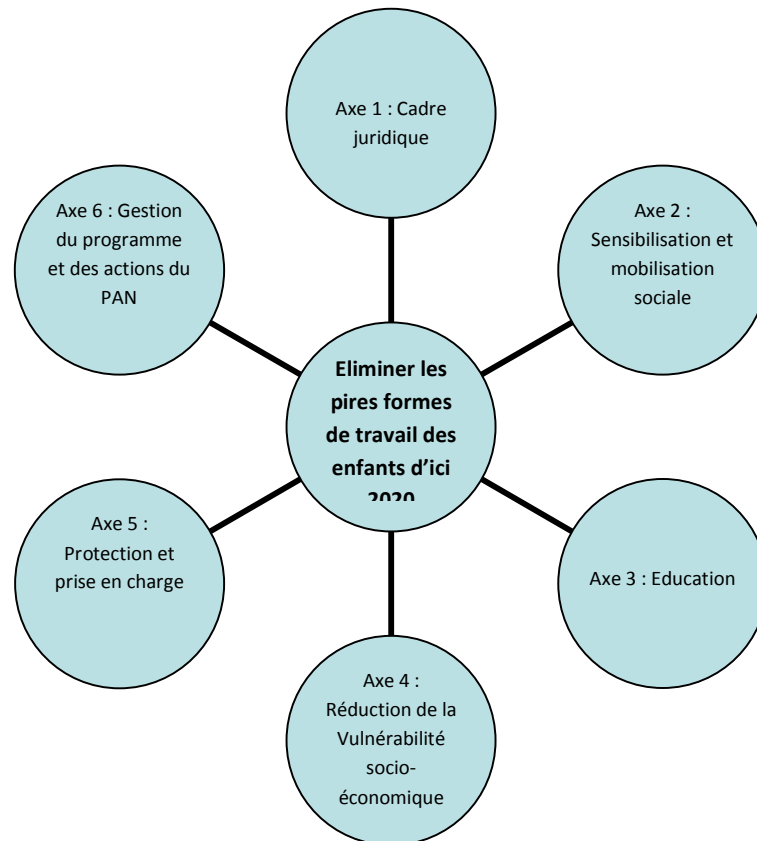 Axe 1 : Cadre
juridique
Axe 2 :
Sensibilisation et
mobilisation
sociale
Axe 3 : Education
Axe 4 :
Réduction de la
Vulnérabilité
socio-
économique
Axe 5 :
Protection et
prise en charge
Axe 6 : Gestion
du programme
et des actions du
PAN
Eliminer les
pires formes
de travail des
enfants d’ici
2020